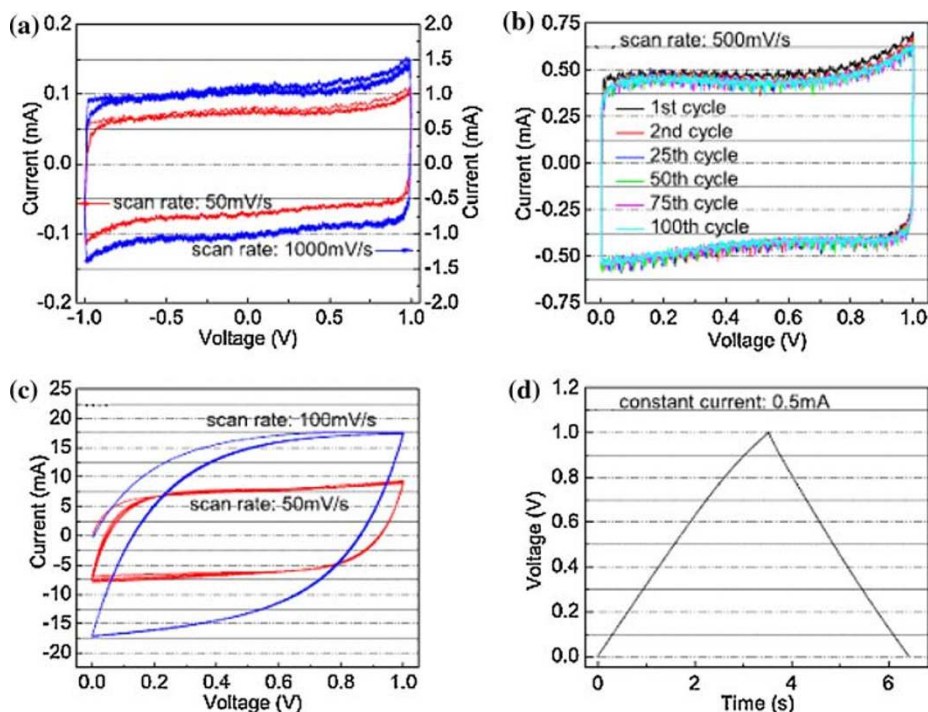 (a)
0.2
0.1
0.0
-0.1
-0.2
Current (mA)
2.0
1.5
1.0
0.5
0.0
-0.5
-1.0
-1.5
2.0
Current (mA)
scan rate: 50mV/s
scan rate: 1000mV/s
-1.0
-0.5
0.0
0.5
1.0
Voltage (V)
(b)
0.75
0.50
0.25
0.00
-0.25
-0.50
-0.75
Current (mA)
scan rate: 500mV/s
1st cycle
2nd cycle
25th cycle
50th cycle
75th cycle
100th cycle
0.0
0.2
0.4
0.6
0.8
1.0
Voltage (V)
(c)
25
20
15
10
5
0
-5
-10
-15
-20
Current (mA)
scan rate: 100mV/s
scan rate: 50mV/s
0.0
0.2
0.4
0.6
0.8
1.0
Voltage (V)
(d)
1.2
1.0
0.8
0.6
0.4
0.2
0.0
Voltage (V)
constant current: 0.5mA
0
2
4
6
Time (s)